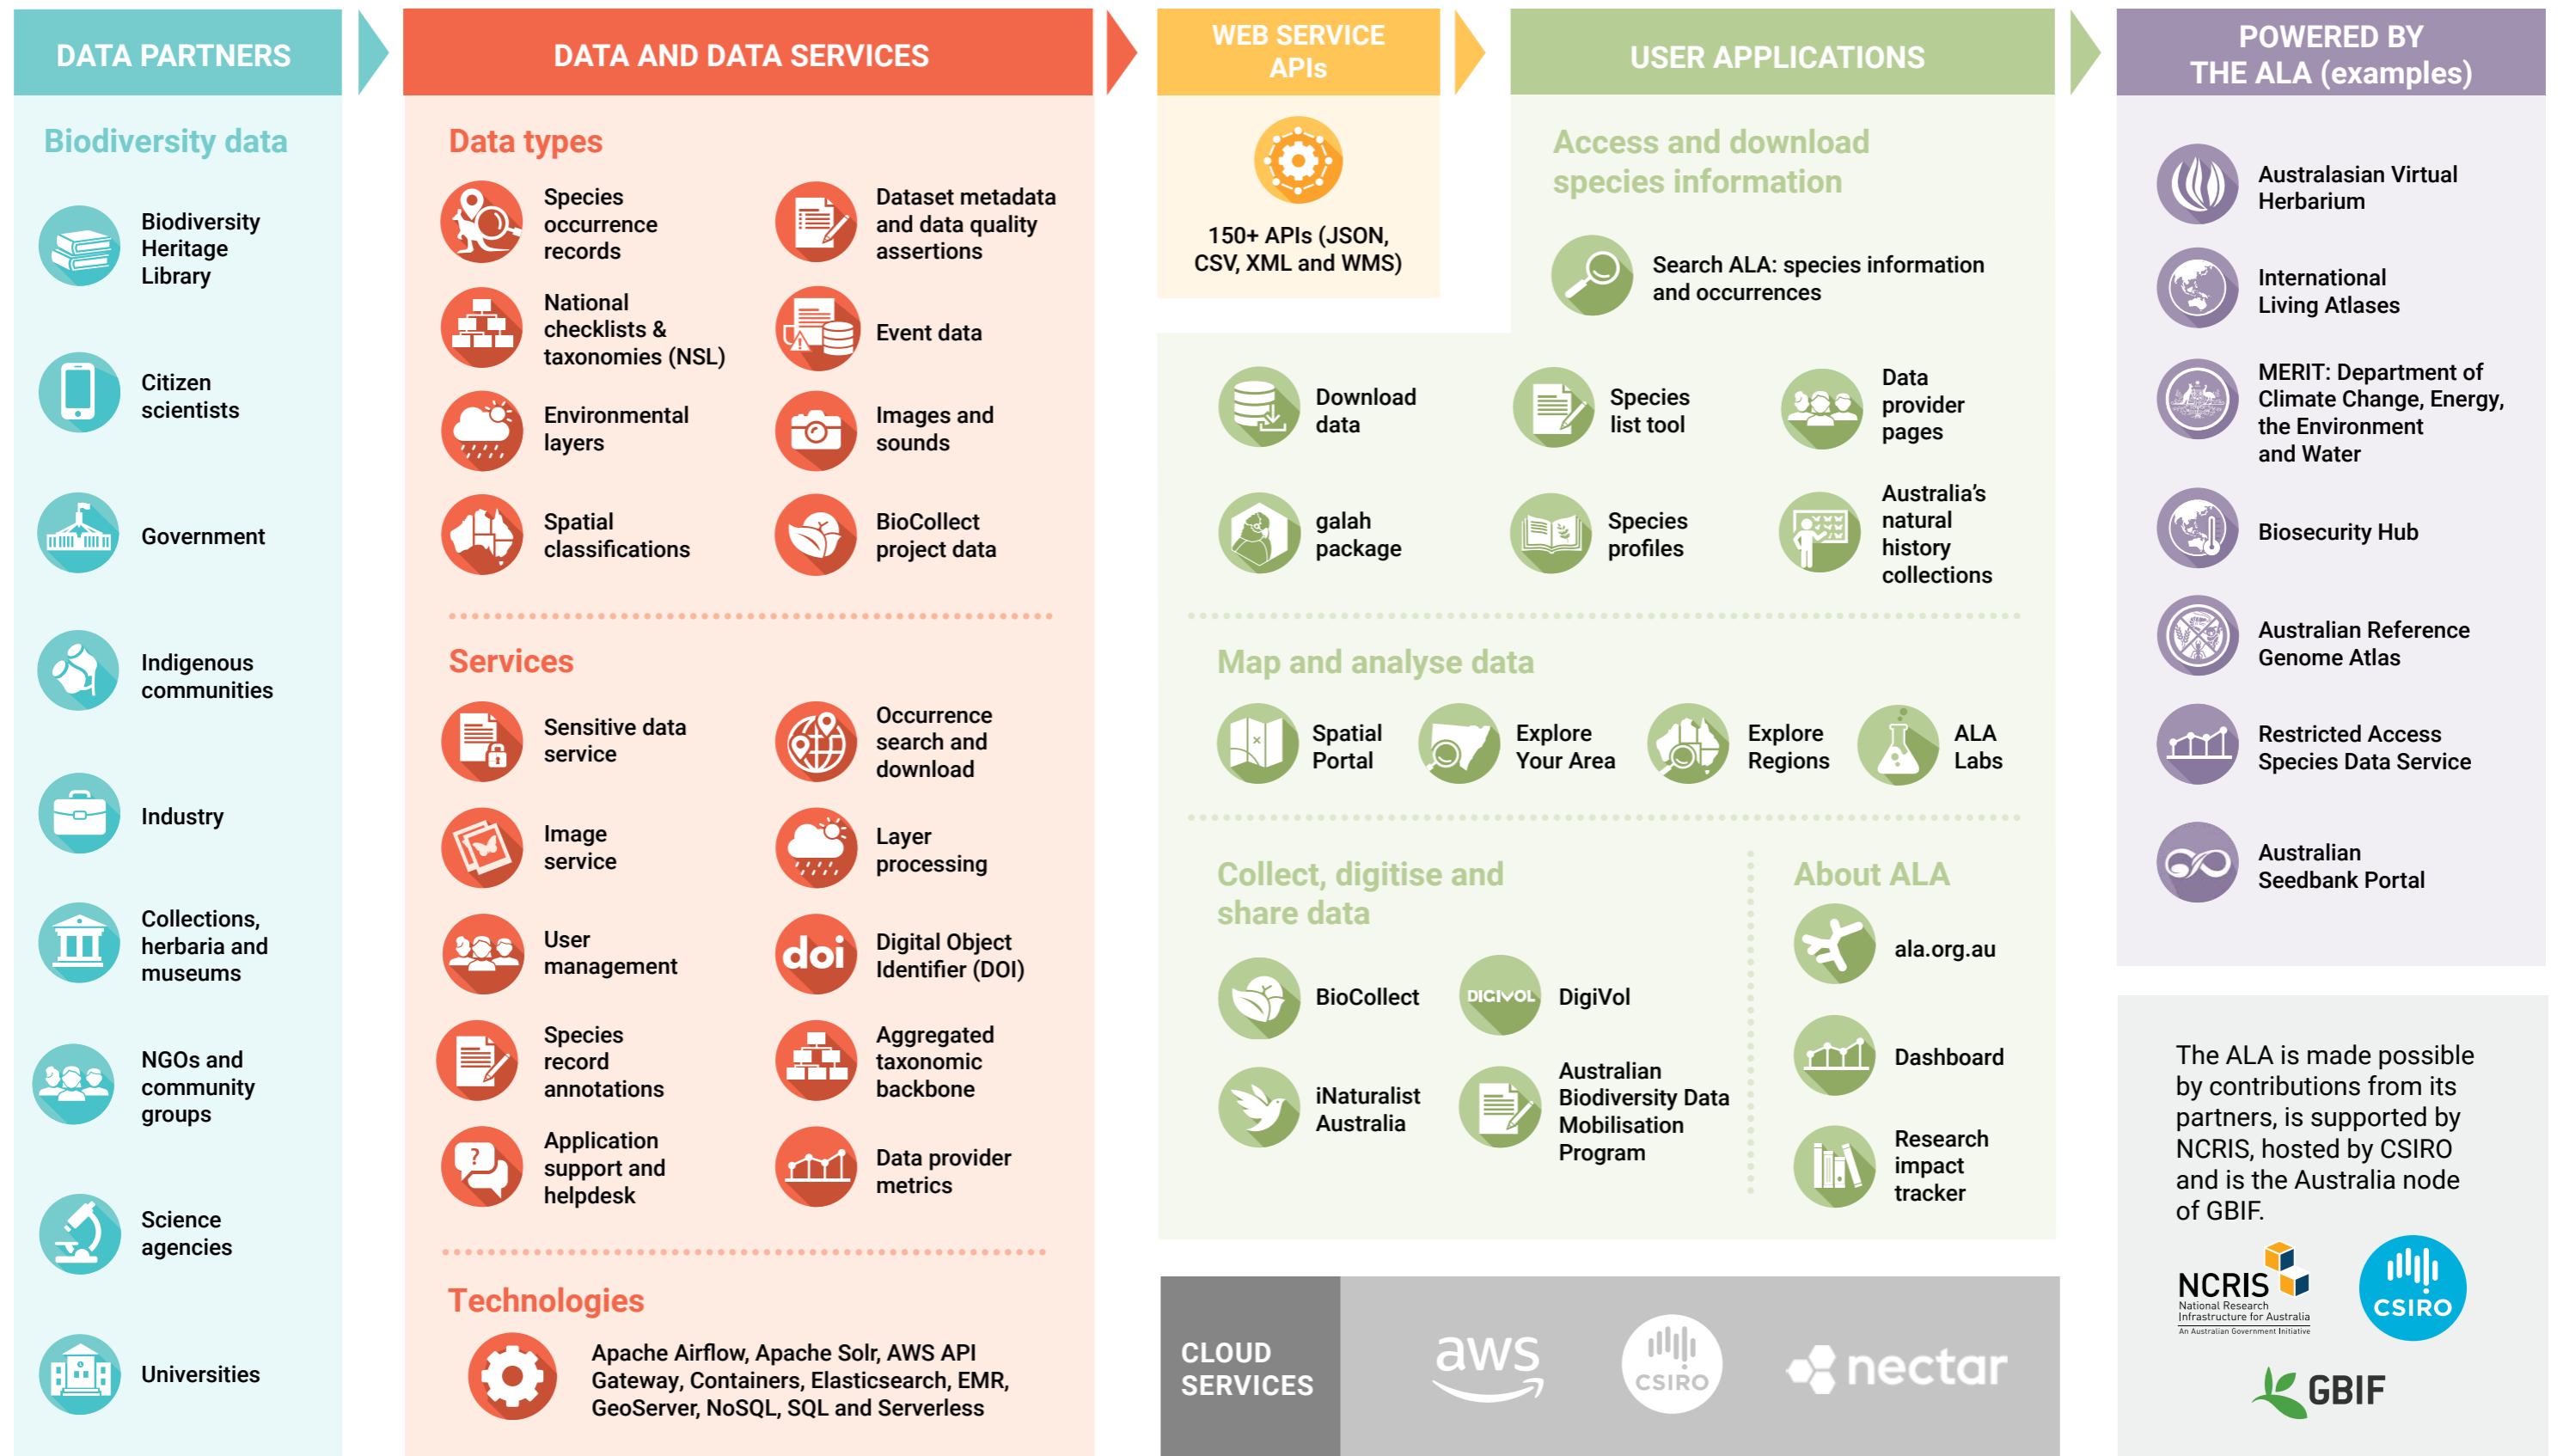 DATA PARTNERS
Biodiversity data
Biodiversity
Heritage
Library
Citizen
scientists
Government
Indigenous
communities
Industry
Collections,
herbaria and
museums
NGOs and
community
groups
Science
agencies
Universities
DATA AND DATA SERVICES
Data types
Species
occurrence
records
Dataset metadata
and data quality
assertions
National
checklists &
taxonomies (NSL)
Event data
Environmental
layers
Images and
sounds
Spatial
classifications
BioCollect
project data
Services
Sensitive data
service
Occurrence
search and
download
Image
service
Layer
processing
User
management
doi
Digital Object
Identifier (DOI)
Species
record
annotations
Aggregated
taxonomic
backbone
?
Application
support and
helpdesk
Data provider
metrics
Technologies
Apache Airflow, Apache Solr, AWS API
Gateway, Containers, Elasticsearch, EMR,
GeoServer, NoSQL, SQL and Serverless
WEB SERVICE
APIs
150+ APIs (JSON,
CSV, XML and WMS)
USER APPLICATIONS
Access and download
species information
Search ALA: species information
and occurrences
Download
data
Species
list tool
Data
provider
pages
galah
package
Species
profiles
Australia's
natural
history
collections
Map and analyse data
Spatial
Portal
Explore
Your Area
Explore
Regions
ALA
Labs
Collect, digitise and
share data
BioCollect
DIGIVOL
DigiVol
iNaturalist
Australia
Australian
Biodiversity Data
Mobilisation
Program
About ALA
ala.org.au
Dashboard
Research
impact
tracker
CLOUD
SERVICES
aws
CSIRO
nectar
POWERED BY
THE ALA (examples)
Australasian Virtual
Herbarium
International
Living Atlases
MERIT: Department of
Climate Change, Energy,
the Environment
and Water
Biosecurity Hub
Australian Reference
Genome Atlas
Restricted Access
Species Data Service
Australian
Seedbank Portal
The ALA is made possible
by contributions from its
partners, is supported by
NCRIS, hosted by CSIRO
and is the Australia node
of GBIF.
NCRIS
National Research
Infrastructure for Australia
An Australian Government Initiative
CSIRO
GBIF